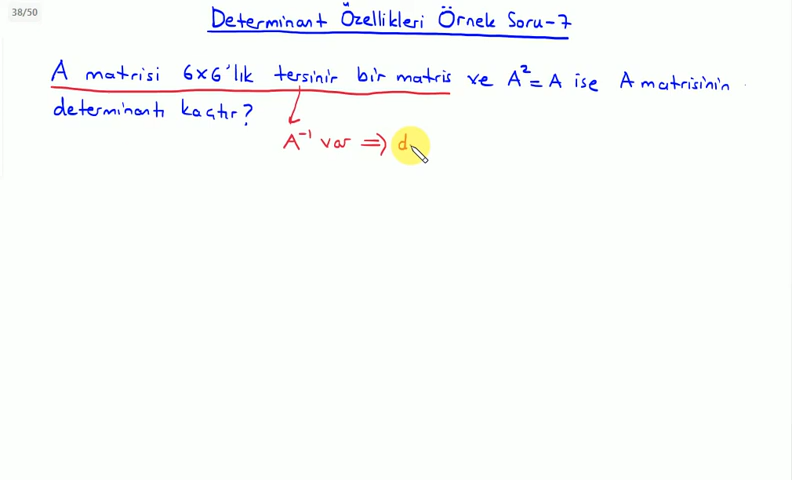 38/50
Determinant Özellikleri Örnek Soru-7
A matrisi 6x6'lık tersinir bir matris ve A² = A ise A matrisinin
determinantı kaçtır?
A⁻¹ var ⇒ d